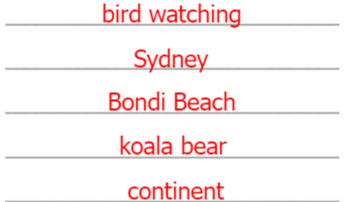 bird watching
Sydney
Bondi Beach
koala bear
continent